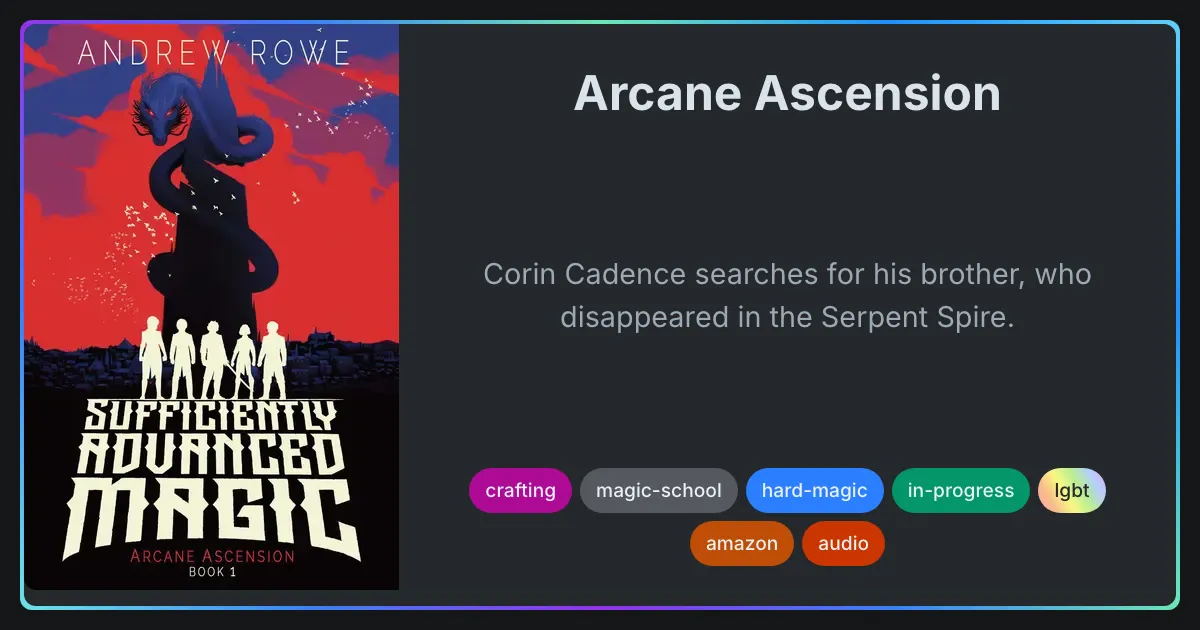 ANDREW ROWE
SUFFICIENTLY
ADVANCED
MAGIC
ARCANE ASCENSION
BOOK 1
Arcane Ascension
Corin Cadence searches for his brother, who
disappeared in the Serpent Spire.
crafting
magic-school
hard-magic
in-progress
lgbt
amazon
audio